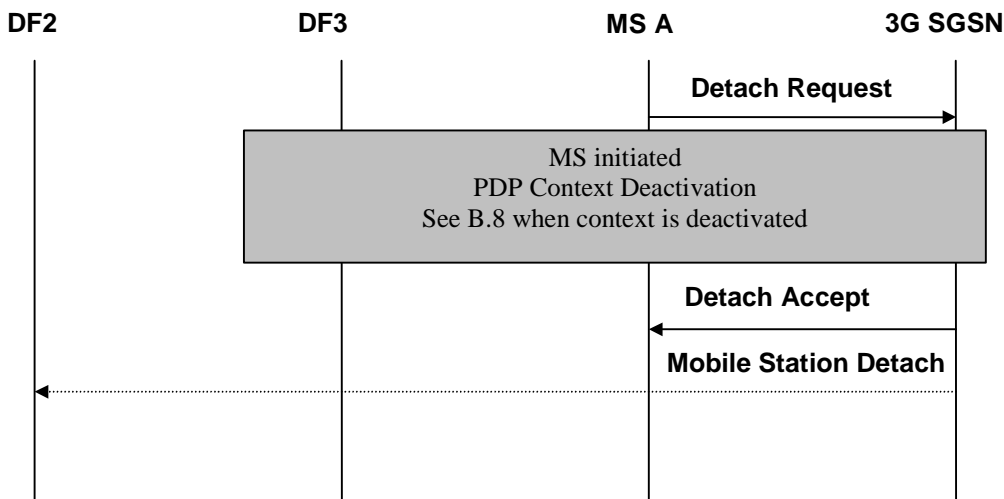 DF2 DF3 MS A 3G SGSN
Detach Request
MS initiated
PDP Context Deactivation
See B.8 when context is deactivated
Detach Accept
Mobile Station Detach